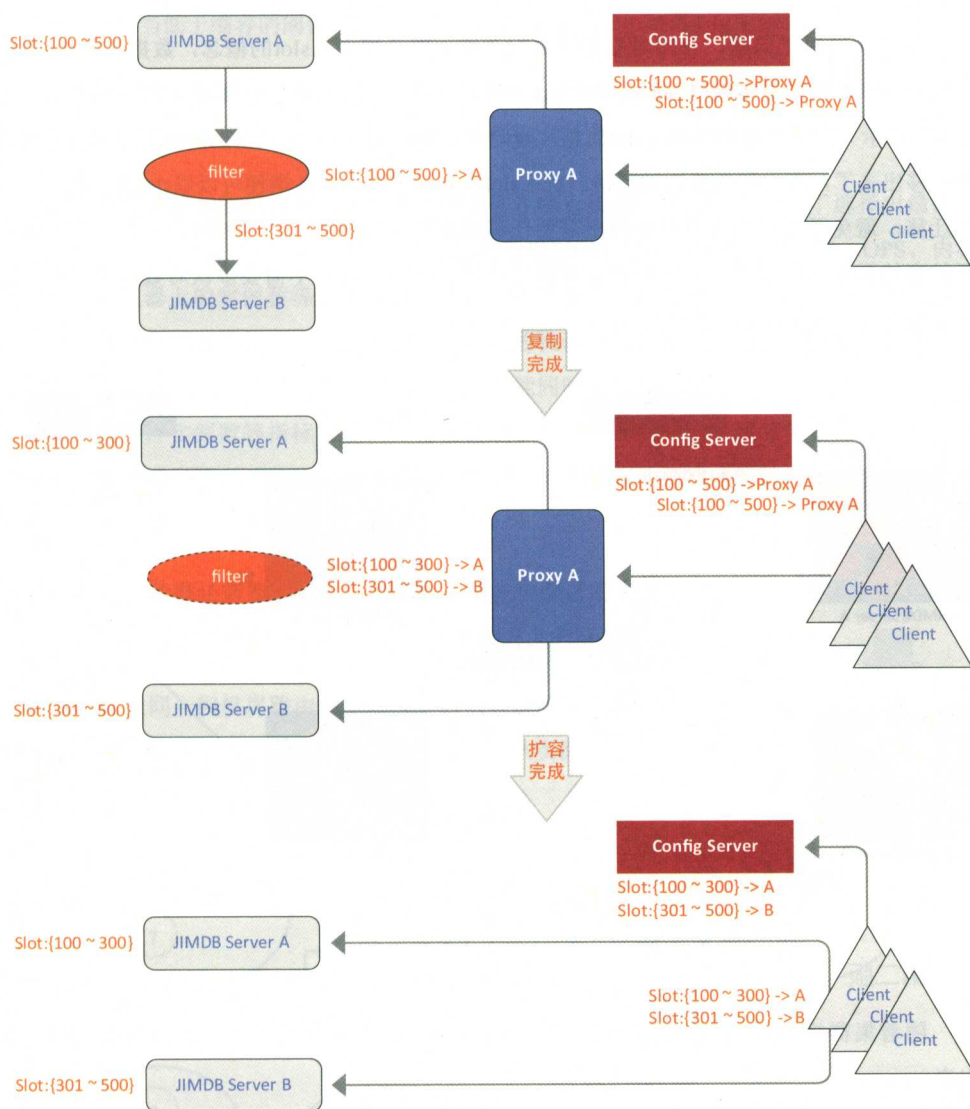 Slot:{100 ~ 500}
JIMDB Server A
Config Server
Slot:{100 ~ 500} ->Proxy A
Slot:{100 ~ 500} -> Proxy A
filter
Slot:{100 ~ 500} -> A
Proxy A
Client
Client
Client
Slot:{301 ~ 500}
JIMDB Server B
复制
完成
Slot:{100 ~ 300}
JIMDB Server A
Config Server
Slot:{100 ~ 500} ->Proxy A
Slot:{100 ~ 500} -> Proxy A
filter
Slot:{100 ~ 300} -> A
Slot:{301 ~ 500} -> B
Proxy A
Client
Client
Client
Slot:{301 ~ 500}
JIMDB Server B
扩容
完成
Config Server
Slot:{100 ~ 300} -> A
Slot:{301 ~ 500} -> B
Slot:{100 ~ 300}
JIMDB Server A
Slot:{100 ~ 300} -> A
Slot:{301 ~ 500} -> B
Client
Client
Client
Slot:{301 ~ 500}
JIMDB Server B